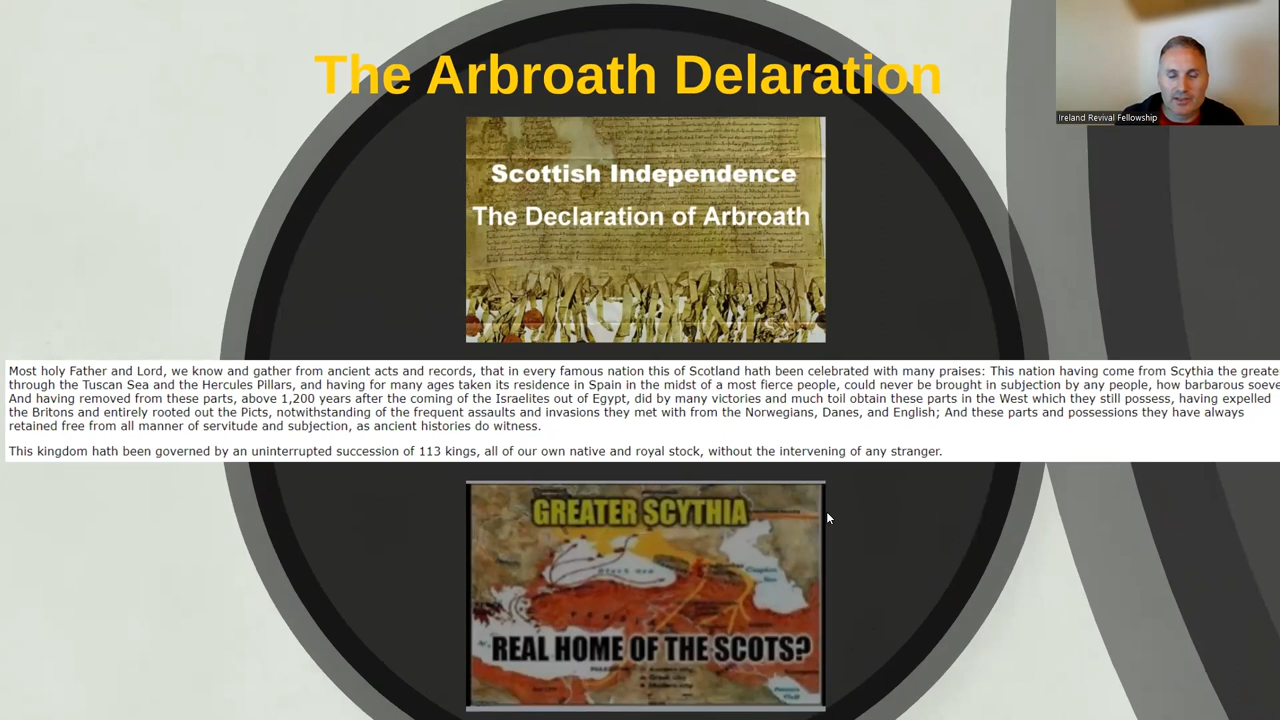 The Arbroath Delaration
Ireland Revival Fellowship
Scottish Independence
The Declaration of Arbroath
Most holy Father and Lord, we know and gather from ancient acts and records, that in every famous nation this of Scotland hath been celebrated with many praises: This nation having come from Scythia the greate
through the Tuscan Sea and the Hercules Pillars, and having for many ages taken its residence in Spain in the midst of a most fierce people, could never be brought in subjection by any people, how barbarous soeve
And having removed from these parts, above 1,200 years after the coming of the Israelites out of Egypt, did by many victories and much toil obtain these parts in the West which they still possess, having expelled
the Britons and entirely rooted out the Picts, notwithstanding of the frequent assaults and invasions they met with from the Norwegians, Danes, and English; And these parts and possessions they have always
retained free from all manner of servitude and subjection, as ancient histories do witness.
This kingdom hath been governed by an uninterrupted succession of 113 kings, all of our own native and royal stock, without the intervening of any stranger.
GREATER SCYTHIA
Black Sea
REAL HOME OF THE SCOTS?